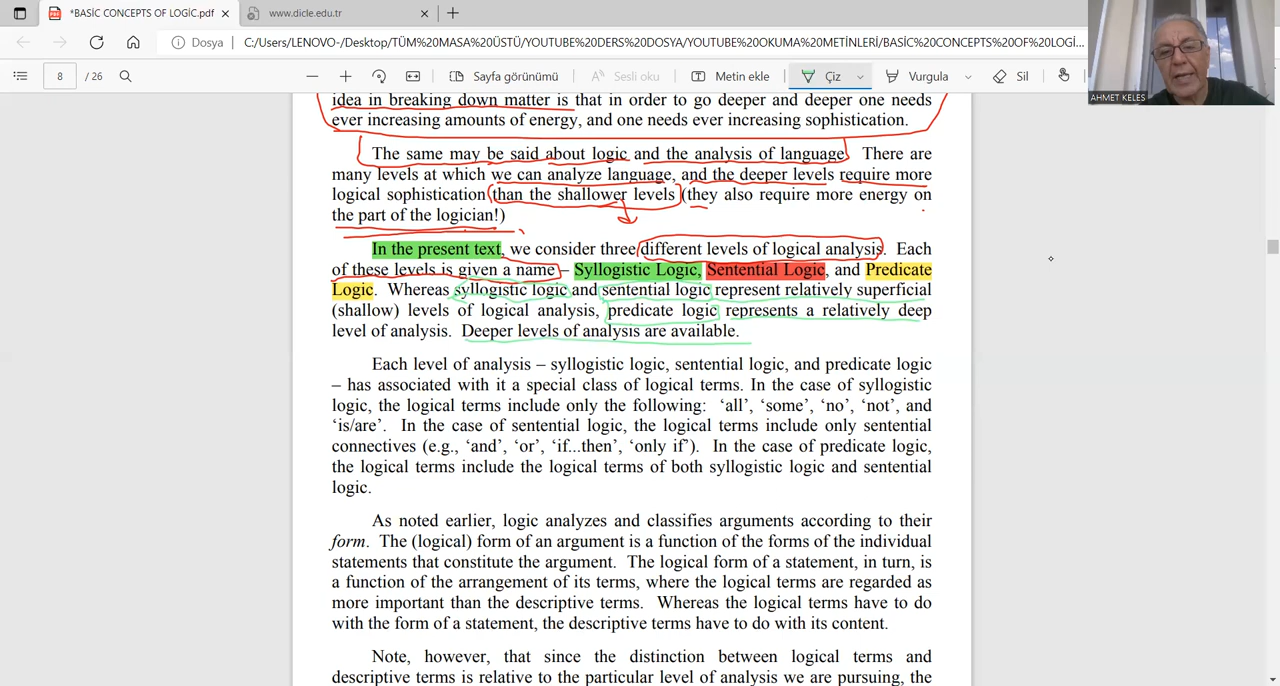 *BASİC CONCEPTS OF LOGİC.pdf
www.dicle.edu.tr
Dosya
C:/Users/LENOVO-/Desktop/TÜM%20MASA%20ÜSTÜ/YOUTUBE%20DERS%20DOSYA/YOUTUBE%20OKUMA%20METİNLERİ/BASİC%20CONCEPTS%20OF%20LOGİ...
8 / 26
Sayfa görünümü
Sesli oku
Metin ekle
Çiz
Vurgula
Sil
AHMET KELES
idea in breaking down matter is that in order to go deeper and deeper one needs
ever increasing amounts of energy, and one needs ever increasing sophistication.
The same may be said about logic and the analysis of language. There are
many levels at which we can analyze language, and the deeper levels require more
logical sophistication than the shallower levels (they also require more energy on
the part of the logician!)
In the present text, we consider three different levels of logical analysis. Each
of these levels is given a name – Syllogistic Logic, Sentential Logic, and Predicate
Logic. Whereas syllogistic logic and sentential logic represent relatively superficial
(shallow) levels of logical analysis, predicate logic represents a relatively deep
level of analysis. Deeper levels of analysis are available.
Each level of analysis – syllogistic logic, sentential logic, and predicate logic
– has associated with it a special class of logical terms. In the case of syllogistic
logic, the logical terms include only the following: ‘all’, ‘some’, ‘no’, ‘not’, and
‘is/are’. In the case of sentential logic, the logical terms include only sentential
connectives (e.g., ‘and’, ‘or’, ‘if...then’, ‘only if’). In the case of predicate logic,
the logical terms include the logical terms of both syllogistic logic and sentential
logic.
As noted earlier, logic analyzes and classifies arguments according to their
form. The (logical) form of an argument is a function of the forms of the individual
statements that constitute the argument. The logical form of a statement, in turn, is
a function of the arrangement of its terms, where the logical terms are regarded as
more important than the descriptive terms. Whereas the logical terms have to do
with the form of a statement, the descriptive terms have to do with its content.
Note, however, that since the distinction between logical terms and
descriptive terms is relative to the particular level of analysis we are pursuing, the